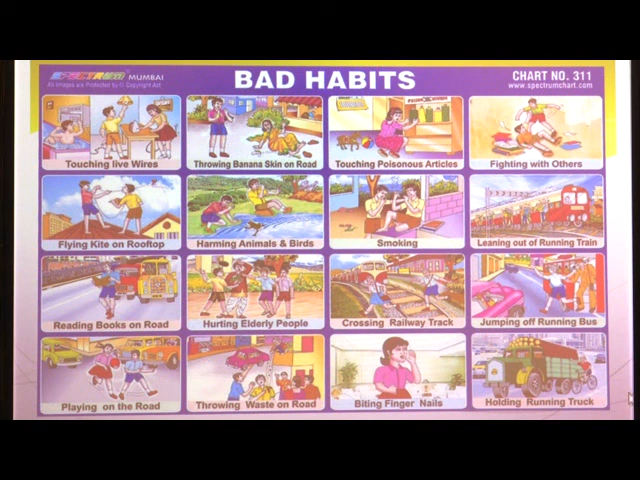 SPECTRUM MUMBAI
All Images are Protected by © Copyright Act
BAD HABITS
CHART NO. 311
www.spectrumchart.com
Touching live Wires
Throwing Banana Skin on Road
Touching Poisonous Articles
Fighting with Others
Flying Kite on Rooftop
Harming Animals & Birds
Smoking
Leaning out of Running Train
Reading Books on Road
Hurting Elderly People
Crossing Railway Track
Jumping off Running Bus
Playing on the Road
Throwing Waste on Road
Biting Finger Nails
Holding Running Truck